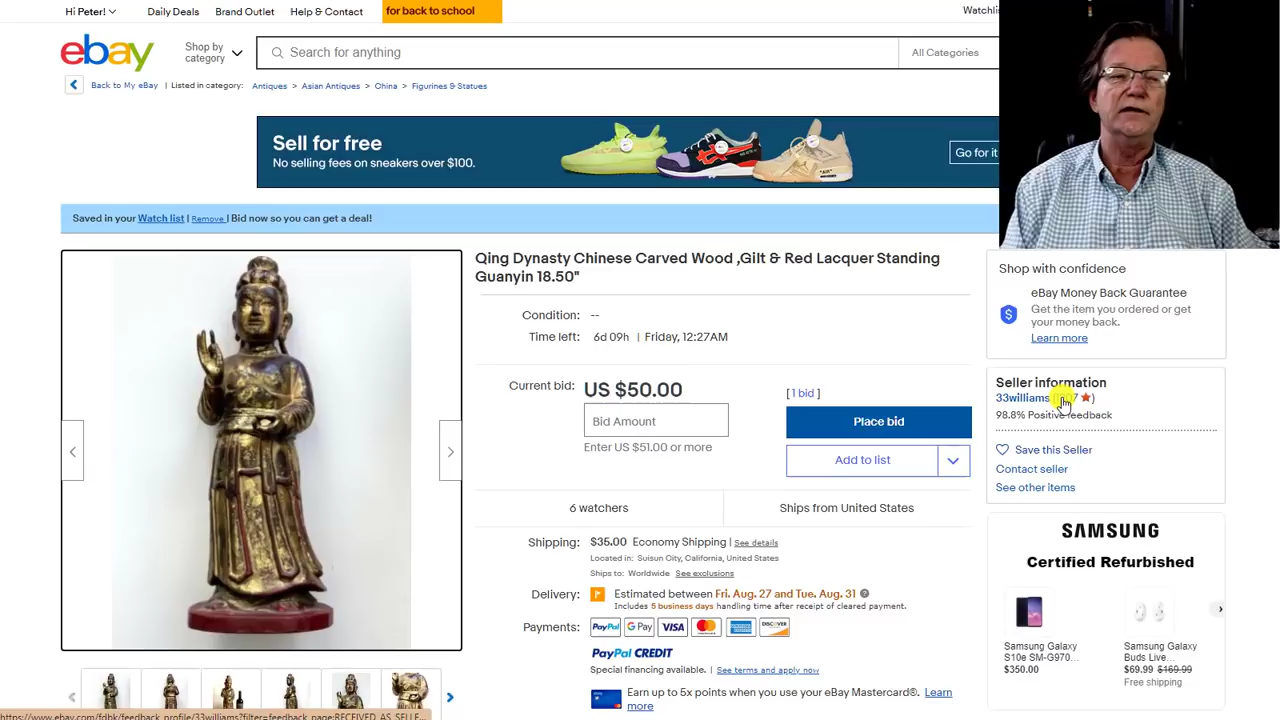 Hi Peter!
Daily Deals
Brand Outlet
Help & Contact
for back to school
Watchlist
ebay
Shop by
category
Search for anything
All Categories
Back to My eBay | Listed in category: Antiques > Asian Antiques > China > Figurines & Statues
Sell for free
No selling fees on sneakers over $100.
Go for it
Saved in your Watch list | Remove | Bid now so you can get a deal!
Qing Dynasty Chinese Carved Wood ,Gilt & Red Lacquer Standing
Guanyin 18.50"
Condition: --
Time left: 6d 09h | Friday, 12:27AM
Current bid: US $50.00
[ 1 bid ]
Bid Amount
Place bid
Enter US $51.00 or more
Add to list
6 watchers
Ships from United States
Shipping: $35.00 Economy Shipping | See details
Located in: Suisun City, California, United States
Ships to: Worldwide See exclusions
Delivery: Estimated between Fri. Aug. 27 and Tue. Aug. 31
Includes 5 business days handling time after receipt of cleared payment.
Payments: PayPal G Pay VISA DISCOVER
PayPal CREDIT
Special financing available. | See terms and apply now
Earn up to 5x points when you use your eBay Mastercard®. Learn
more
Shop with confidence
eBay Money Back Guarantee
Get the item you ordered or get
your money back.
Learn more
Seller information
33williams
98.8% Positive feedback
Save this Seller
Contact seller
See other items
SAMSUNG
Certified Refurbished
Samsung Galaxy
S10e SM-G970...
$350.00
Samsung Galaxy
Buds Live...
$69.99 $169.99
Free shipping